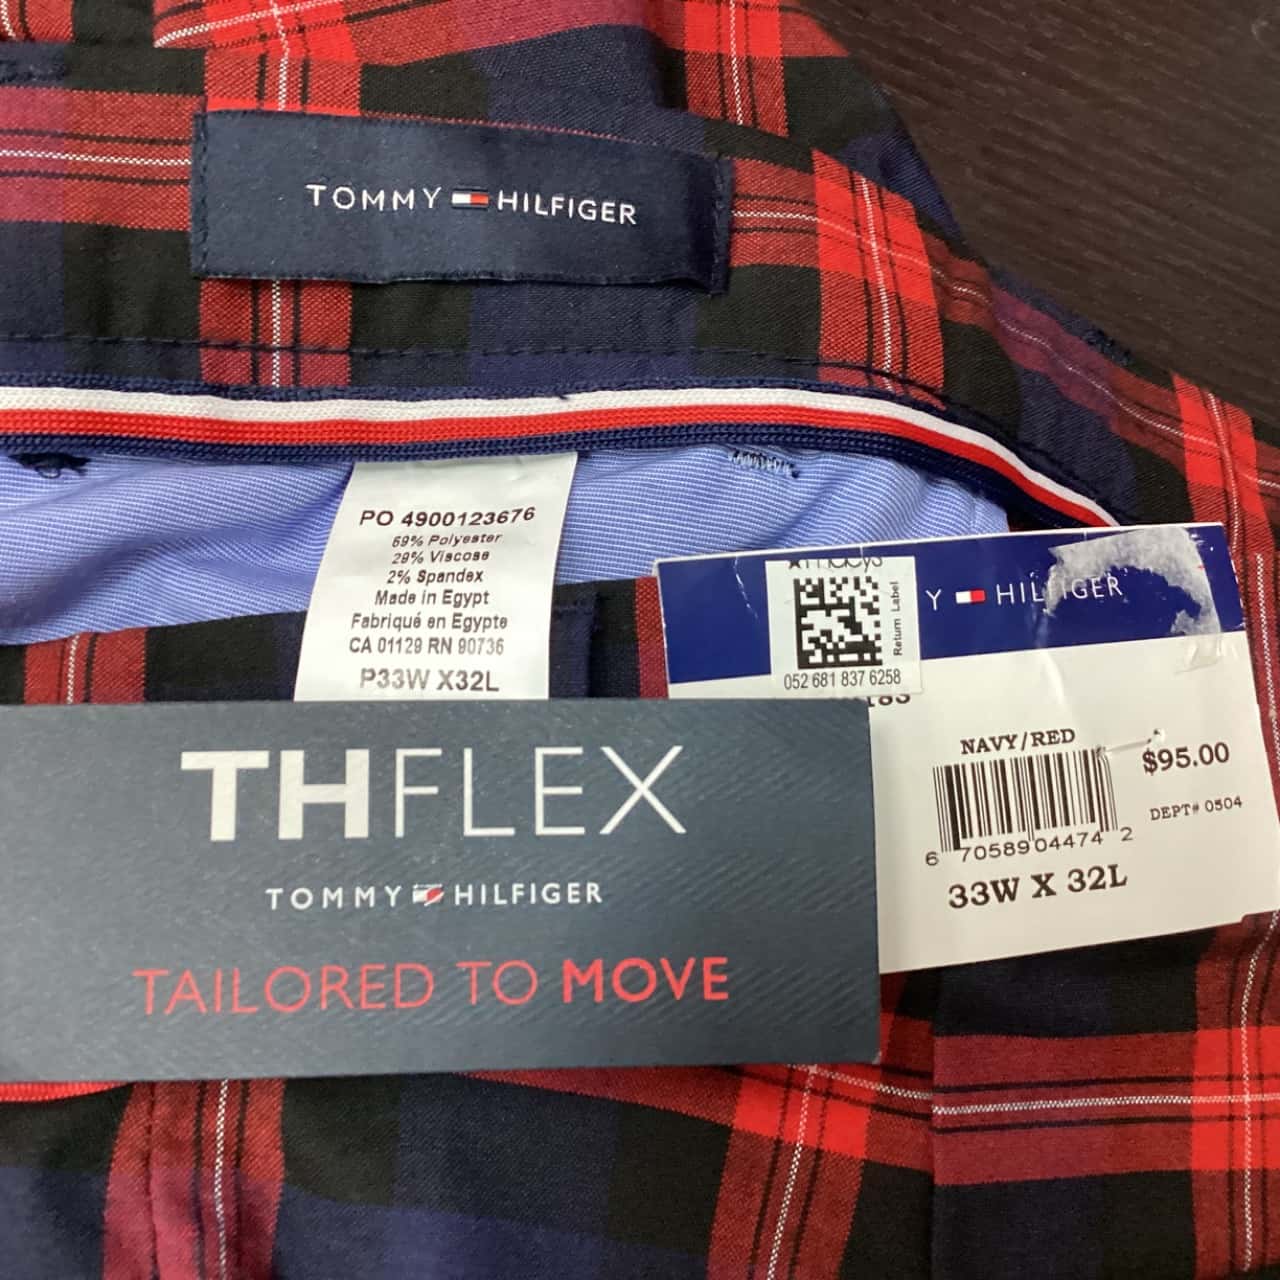 TOMMY HILFIGER
PO 4900123676
69% Polyester
29% Viscose
2% Spandex
Made in Egypt
Fabriqué en Egypte
CA 01129 RN 90736
P33W X32L
macys
Return Label
052 681 837 6258
Y HILFIGER
NAVY/RED
$95.00
DEPT# 0504
6 70589 04474 2
33W X 32L
THFLEX
TOMMY HILFIGER
TAILORED TO MOVE